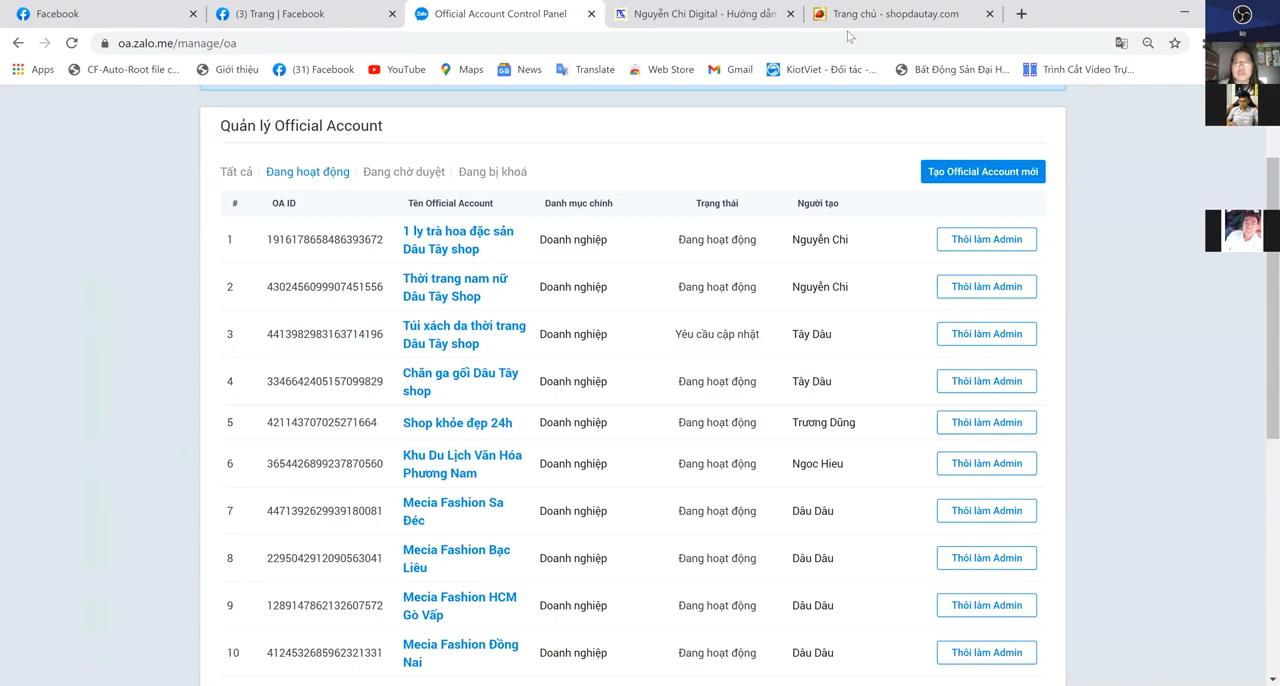 Facebook
(3) Trang | Facebook
Official Account Control Panel
Nguyễn Chi Digital - Hướng dẫn
Trang chủ - shopdautay.com
oa.zalo.me/manage/oa
Apps
CF-Auto-Root file c...
Giới thiệu
(31) Facebook
YouTube
Maps
News
Translate
Web Store
Gmail
KiotViet - Đối tác -...
Bất Động Sản Đại H...
Trình Cắt Video Trự...
Quản lý Official Account
Tất cả
Đang hoạt động
Đang chờ duyệt
Đang bị khoá
Tạo Official Account mới
# OA ID Tên Official Account Danh mục chính Trạng thái Người tạo
1 1916178658486393672 1 ly trà hoa đặc sản Doanh nghiệp Đang hoạt động Nguyễn Chi Thôi làm Admin
Dâu Tây shop
2 4302456099907451556 Thời trang nam nữ Doanh nghiệp Đang hoạt động Nguyễn Chi Thôi làm Admin
Dâu Tây Shop
3 4413982983163714196 Túi xách da thời trang Doanh nghiệp Yêu cầu cập nhật Tây Dâu Thôi làm Admin
Dâu Tây shop
4 3346642405157099829 Chăn ga gối Dâu Tây Doanh nghiệp Đang hoạt động Tây Dâu Thôi làm Admin
shop
5 421143707025271664 Shop khỏe đẹp 24h Doanh nghiệp Đang hoạt động Trương Dũng Thôi làm Admin
6 3654426899237870560 Khu Du Lịch Văn Hóa Doanh nghiệp Đang hoạt động Ngoc Hieu Thôi làm Admin
Phương Nam
7 4471392629939180081 Mecia Fashion Sa Doanh nghiệp Đang hoạt động Dâu Dâu Thôi làm Admin
Đéc
8 2295042912090563041 Mecia Fashion Bạc Doanh nghiệp Đang hoạt động Dâu Dâu Thôi làm Admin
Liêu
9 1289147862132607572 Mecia Fashion HCM Doanh nghiệp Đang hoạt động Dâu Dâu Thôi làm Admin
Gò Vấp
10 4124532685962321331 Mecia Fashion Đồng Doanh nghiệp Đang hoạt động Dâu Dâu Thôi làm Admin
Nai